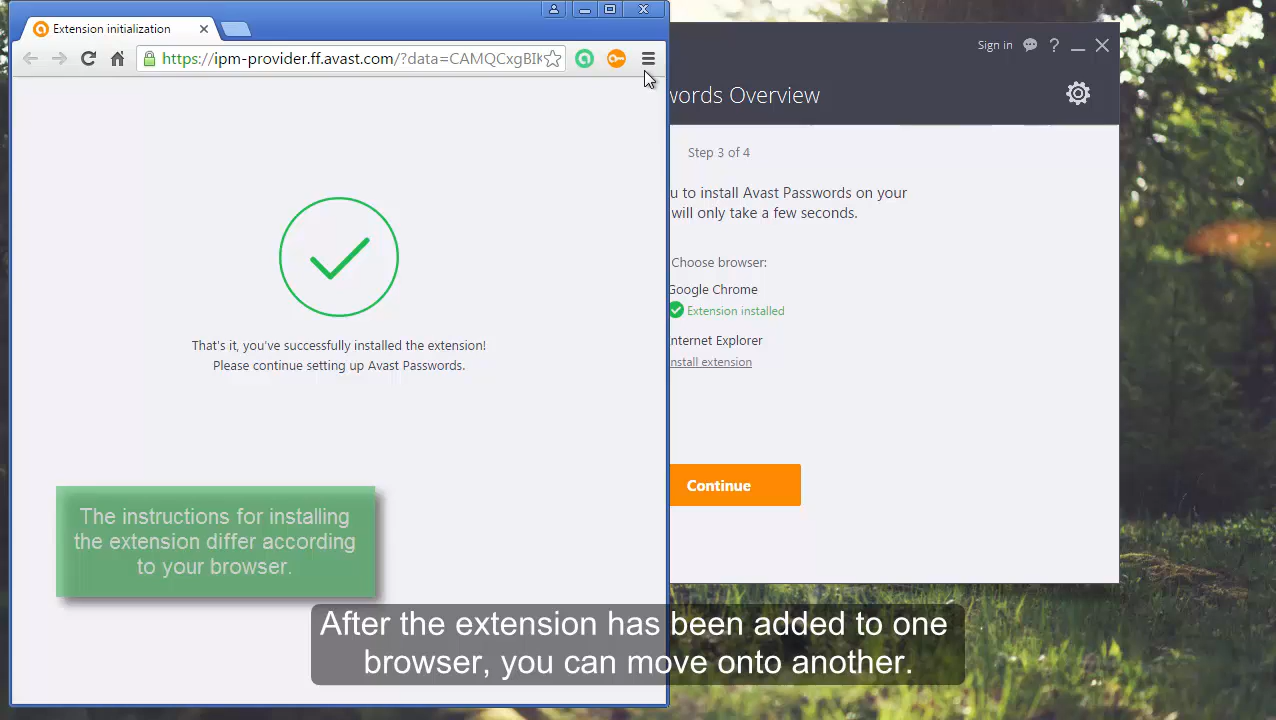 Extension initialization
https://ipm-provider.ff.avast.com/?data=CAMQCxgBIK
That's it, you've successfully installed the extension!
Please continue setting up Avast Passwords.
Sign in
?
words Overview
Step 3 of 4
u to install Avast Passwords on your
will only take a few seconds.
Choose browser:
Google Chrome
Extension installed
nternet Explorer
nstall extension
Continue
The instructions for installing
the extension differ according
to your browser.
After the extension has been added to one
browser, you can move onto another.